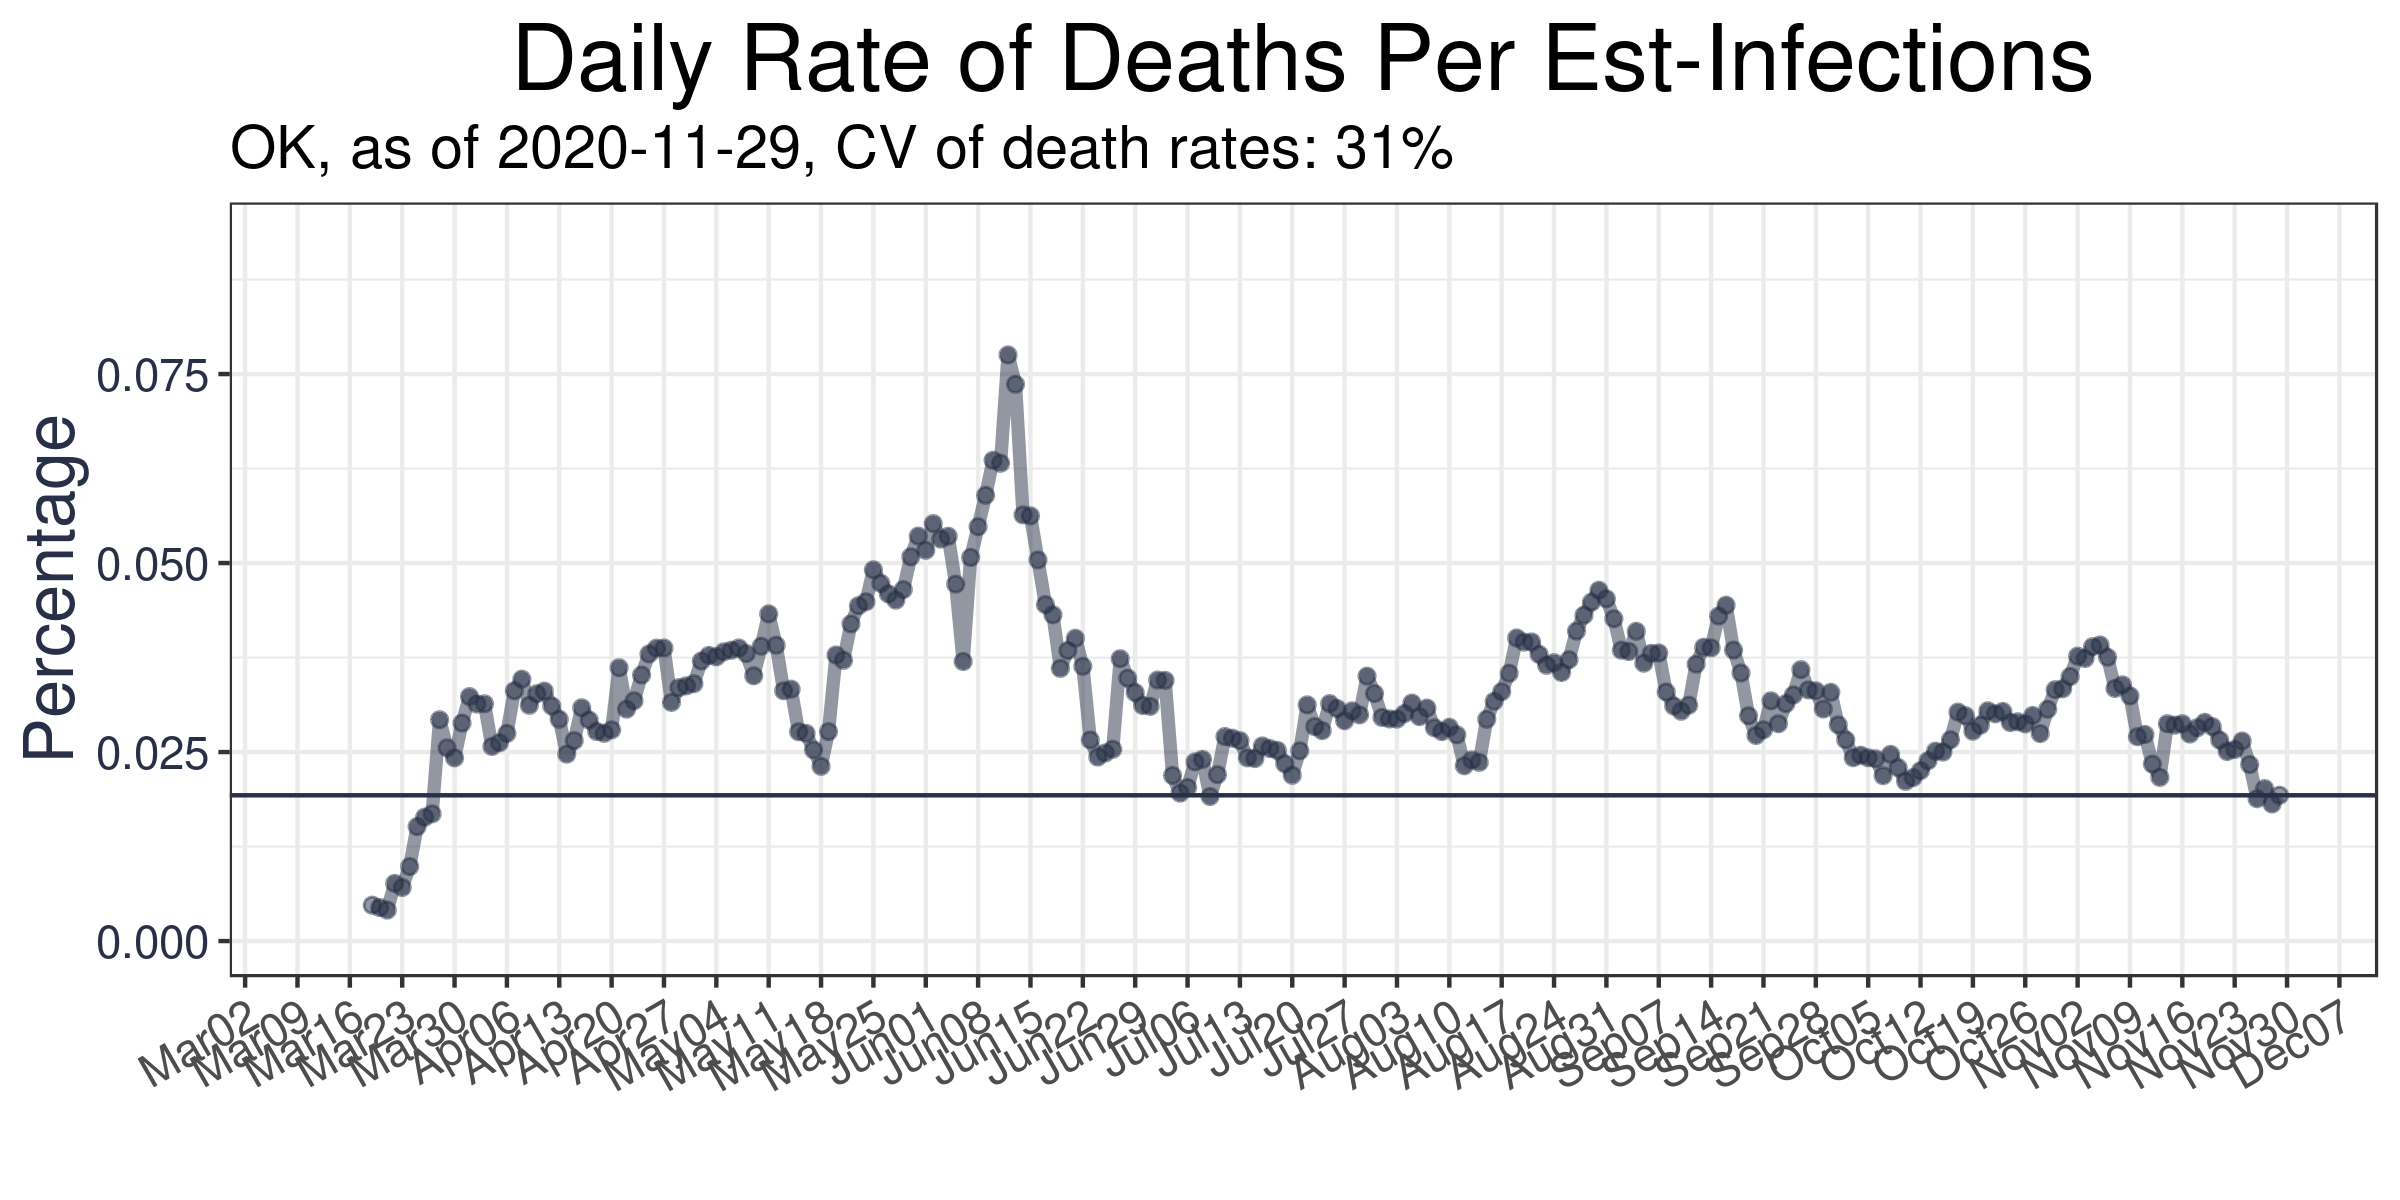 Daily Rate of Deaths Per Est-Infections
OK, as of 2020-11-29, CV of death rates: 31%
Percentage
0.075
0.050
0.025
0.000
Mar02
Mar09
Mar16
Mar23
Mar30
Apr06
Apr13
Apr20
Apr27
May04
May11
May18
May25
Jun01
Jun08
Jun15
Jun22
Jun29
Jul06
Jul13
Jul20
Jul27
Aug03
Aug10
Aug17
Aug24
Aug31
Sep07
Sep14
Sep21
Sep28
Oct05
Oct12
Oct19
Oct26
Nov02
Nov09
Nov16
Nov23
Nov30
Dec07